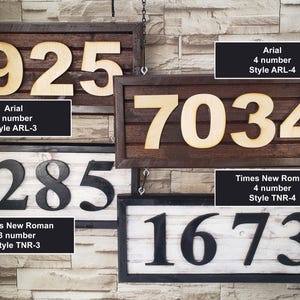 925
Arial
number
Style ARL-3
Arial
4 number
Style ARL-4
7034
285
Times New Roman
4 number
Style TNR-4
s New Roman
3 number
tyle TNR-3
1673